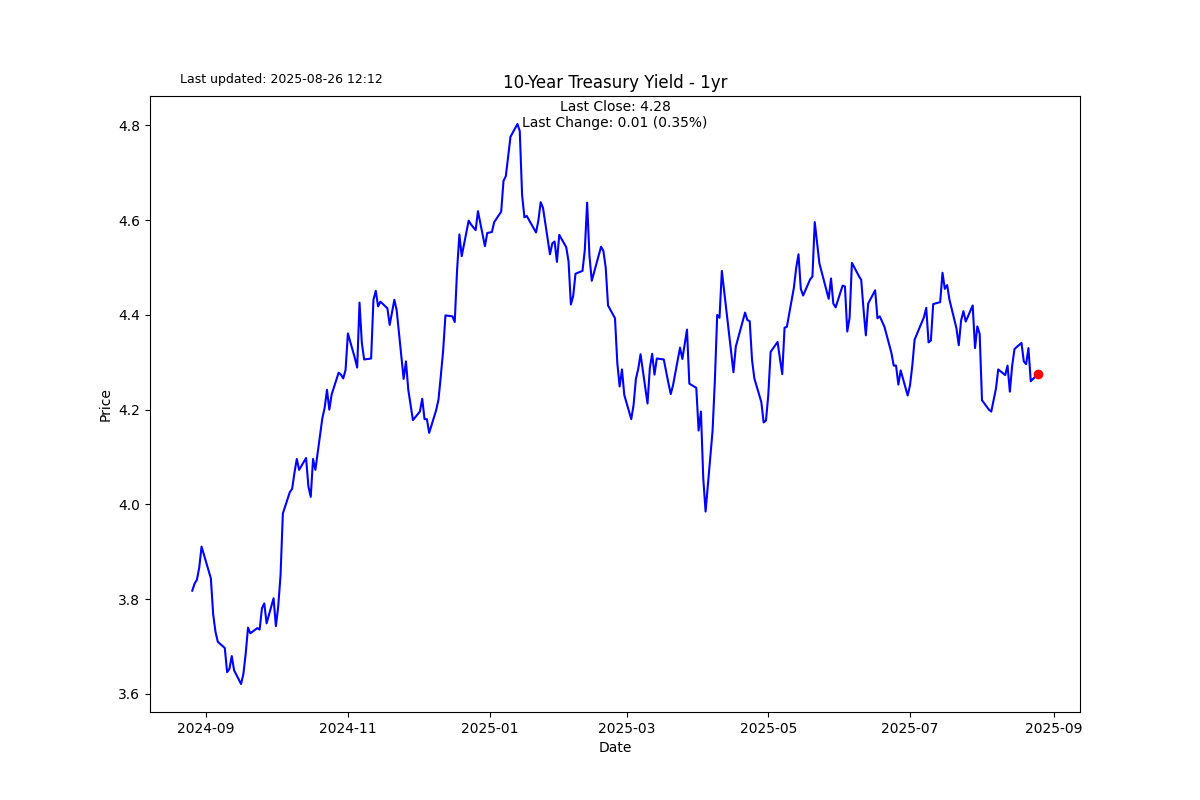 Last updated: 2025-08-26 12:12
10-Year Treasury Yield - 1yr
Last Close: 4.28
Last Change: 0.01 (0.35%)
Price
4.8
4.6
4.4
4.2
4.0
3.8
3.6
2024-09
2024-11
2025-01
2025-03
2025-05
2025-07
2025-09
Date